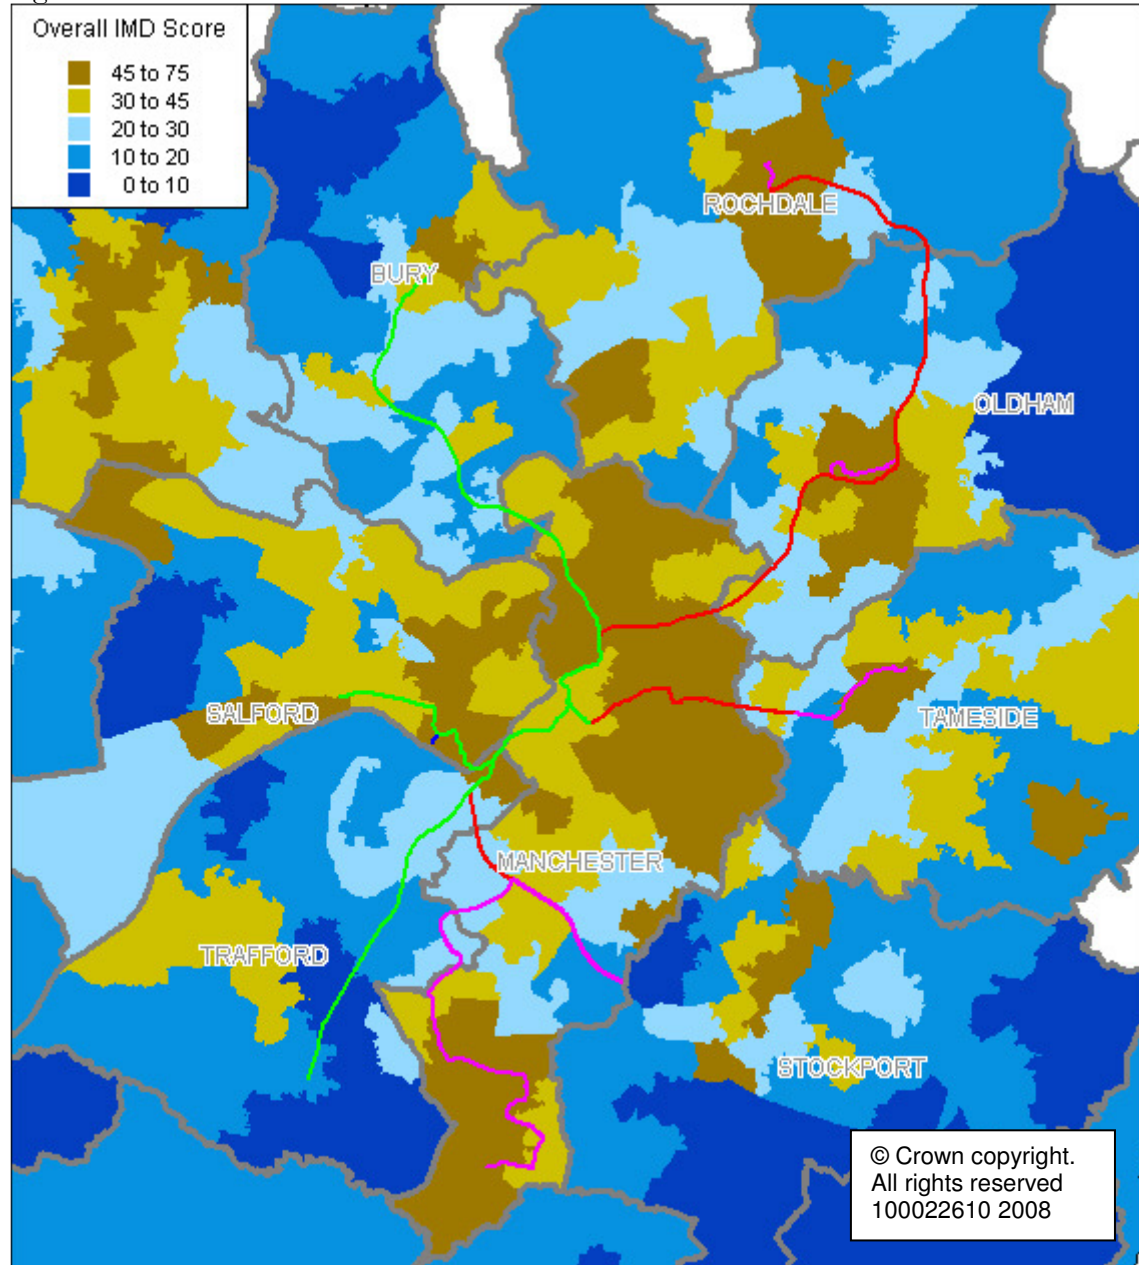 Overall IMD Score
45 to 75
30 to 45
20 to 30
10 to 20
0 to 10
ROCHDALE
BURY
OLDHAM
SALFORD
TAMESIDE
MANCHESTER
TRAFFORD
STOCKPORT
© Crown copyright.
All rights reserved
100022610 2008